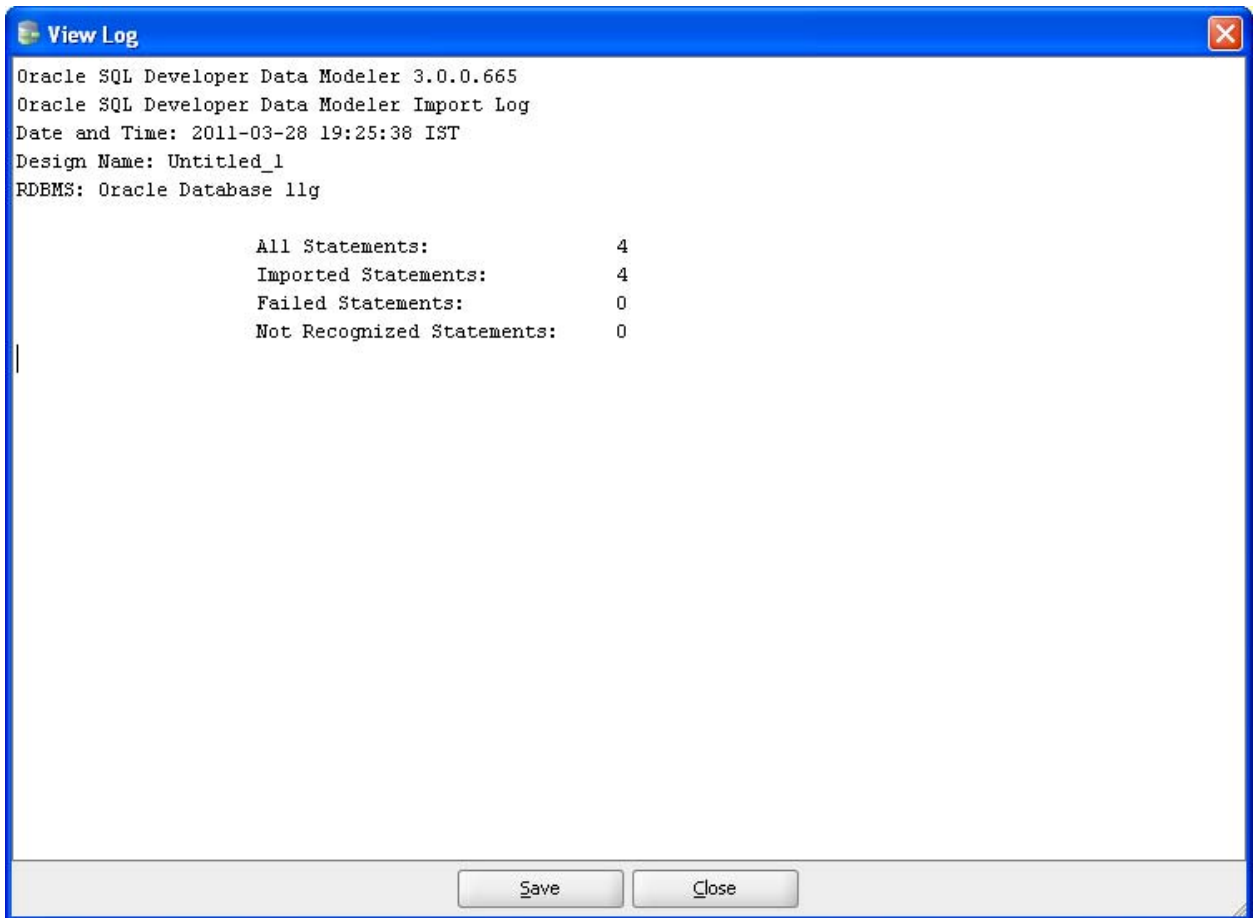 View Log
Oracle SQL Developer Data Modeler 3.0.0.665
Oracle SQL Developer Data Modeler Import Log
Date and Time: 2011-03-28 19:25:38 IST
Design Name: Untitled_1
RDBMS: Oracle Database 11g
All Statements: 4
Imported Statements: 4
Failed Statements: 0
Not Recognized Statements: 0
Save Close